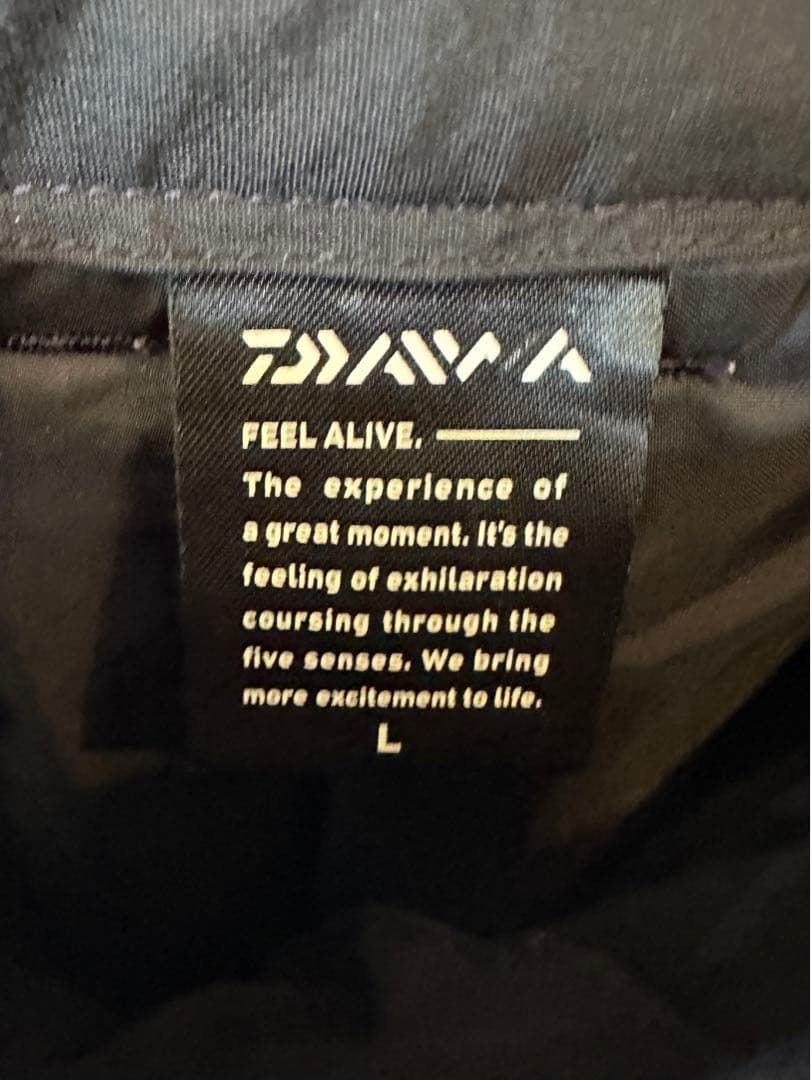 DAIWA
FEEL ALIVE.
The experience of
a great moment. It's the
feeling of exhilaration
coursing through the
five senses. We bring
more excitement to life.
L